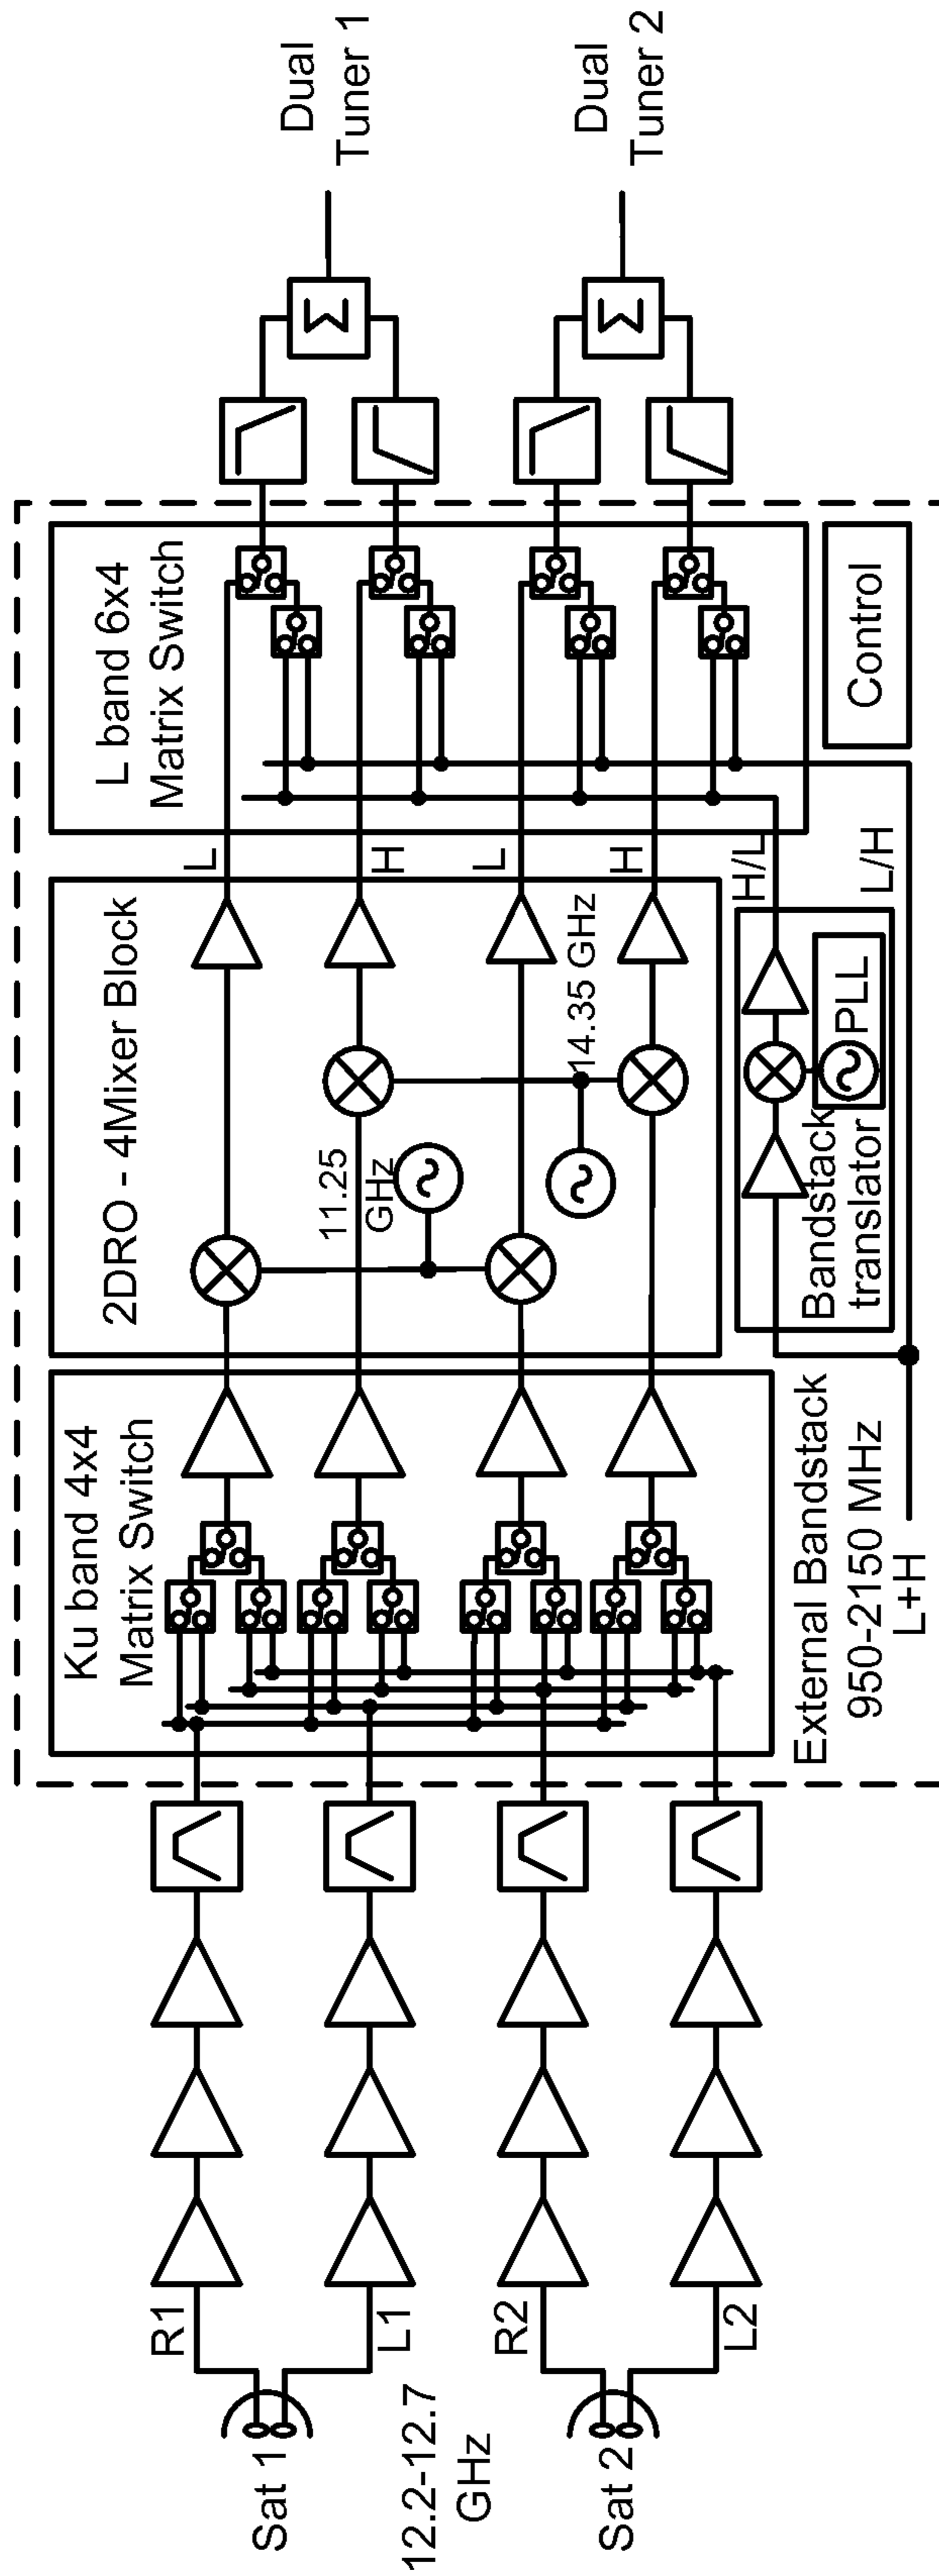 Sat 1
R1
L1
12.2-12.7
GHz
Sat 2
R2
L2
Ku band 4x4
Matrix Switch
2DRO - 4Mixer Block
11.25
GHz
14.35 GHz
L
H
L
H
L band 6x4
Matrix Switch
Σ
Dual
Tuner 1
Σ
Dual
Tuner 2
External Bandstack
950-2150 MHz
L+H
Bandstack
translator
PLL
H/L
L/H
Control